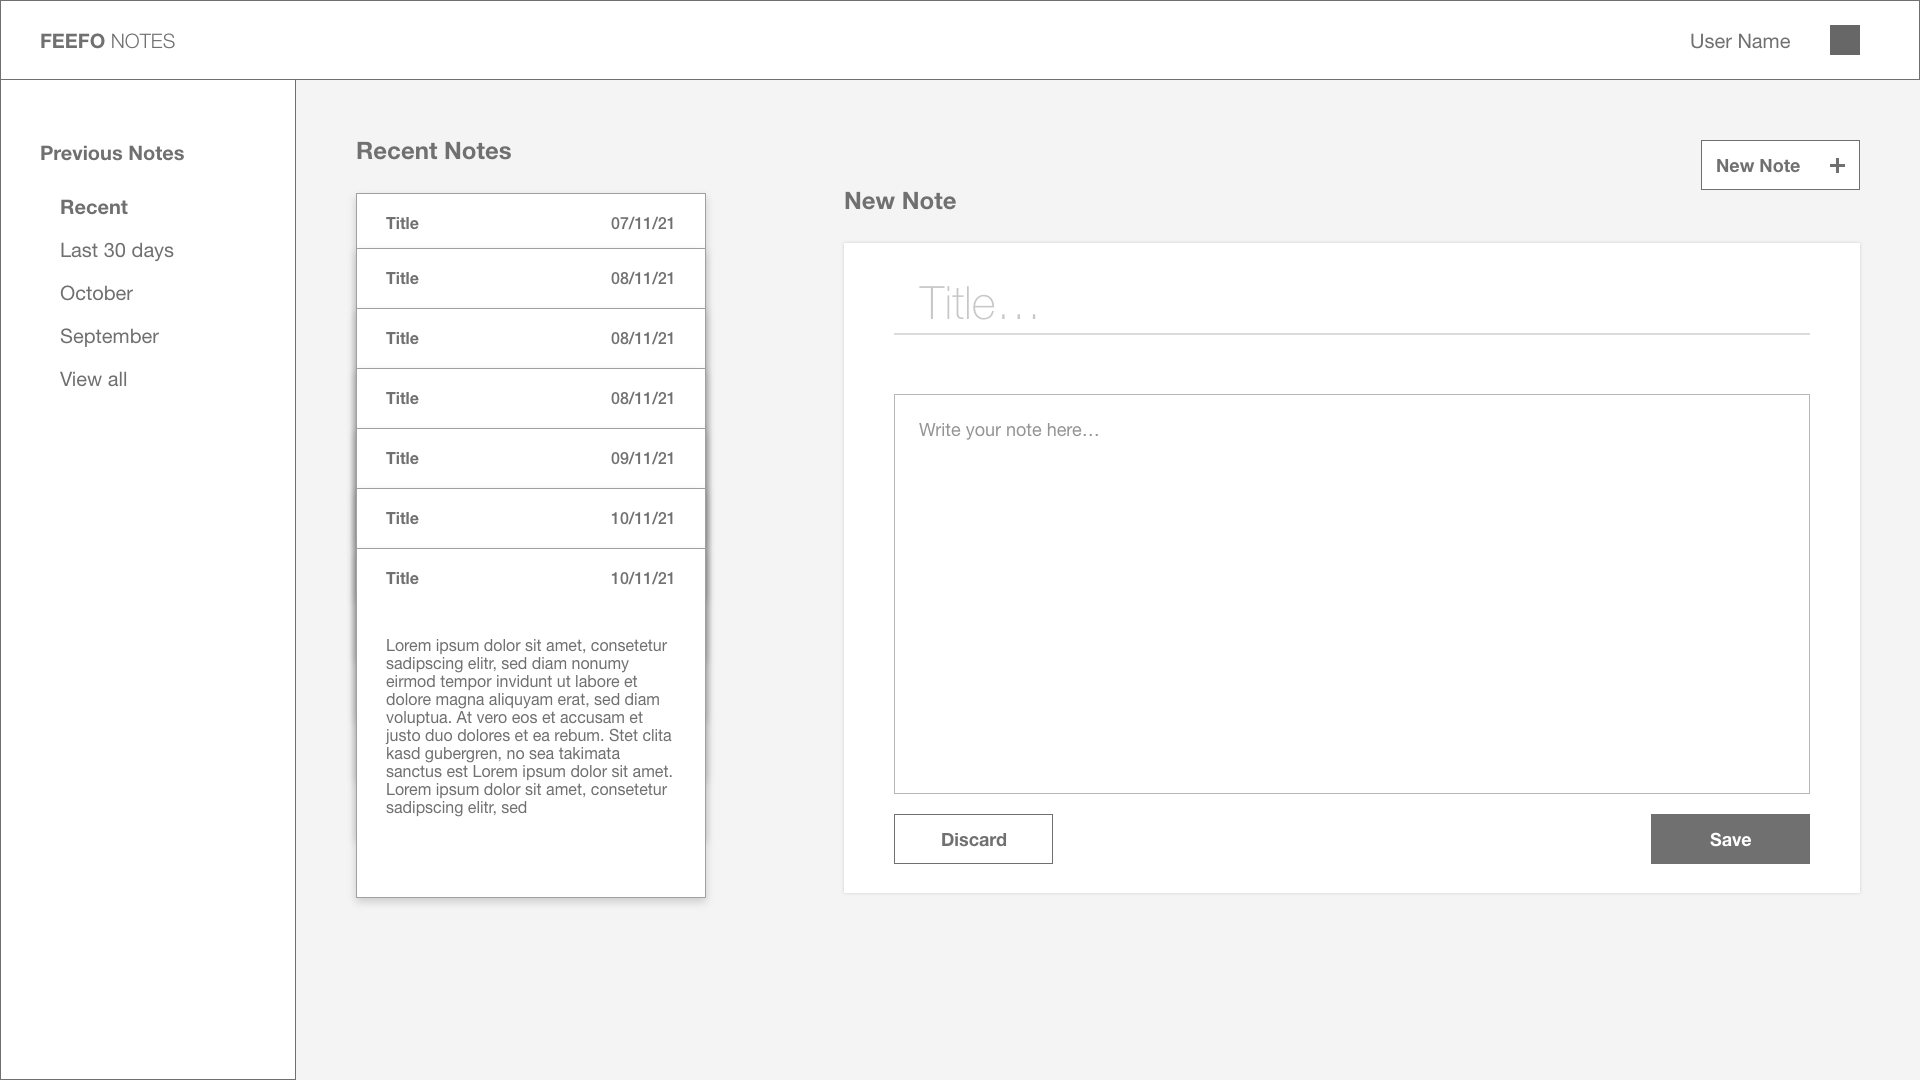 FEEFO NOTES
User Name
Previous Notes
Recent
Last 30 days
October
September
View all
Recent Notes
Title 07/11/21
Title 08/11/21
Title 08/11/21
Title 08/11/21
Title 09/11/21
Title 10/11/21
Title 10/11/21
Lorem ipsum dolor sit amet, consetetur
sadipscing elitr, sed diam nonumy
eirmod tempor invidunt ut labore et
dolore magna aliquyam erat, sed diam
voluptua. At vero eos et accusam et
justo duo dolores et ea rebum. Stet clita
kasd gubergren, no sea takimata
sanctus est Lorem ipsum dolor sit amet.
Lorem ipsum dolor sit amet, consetetur
sadipscing elitr, sed
New Note +
New Note
Title...
Write your note here...
Discard
Save